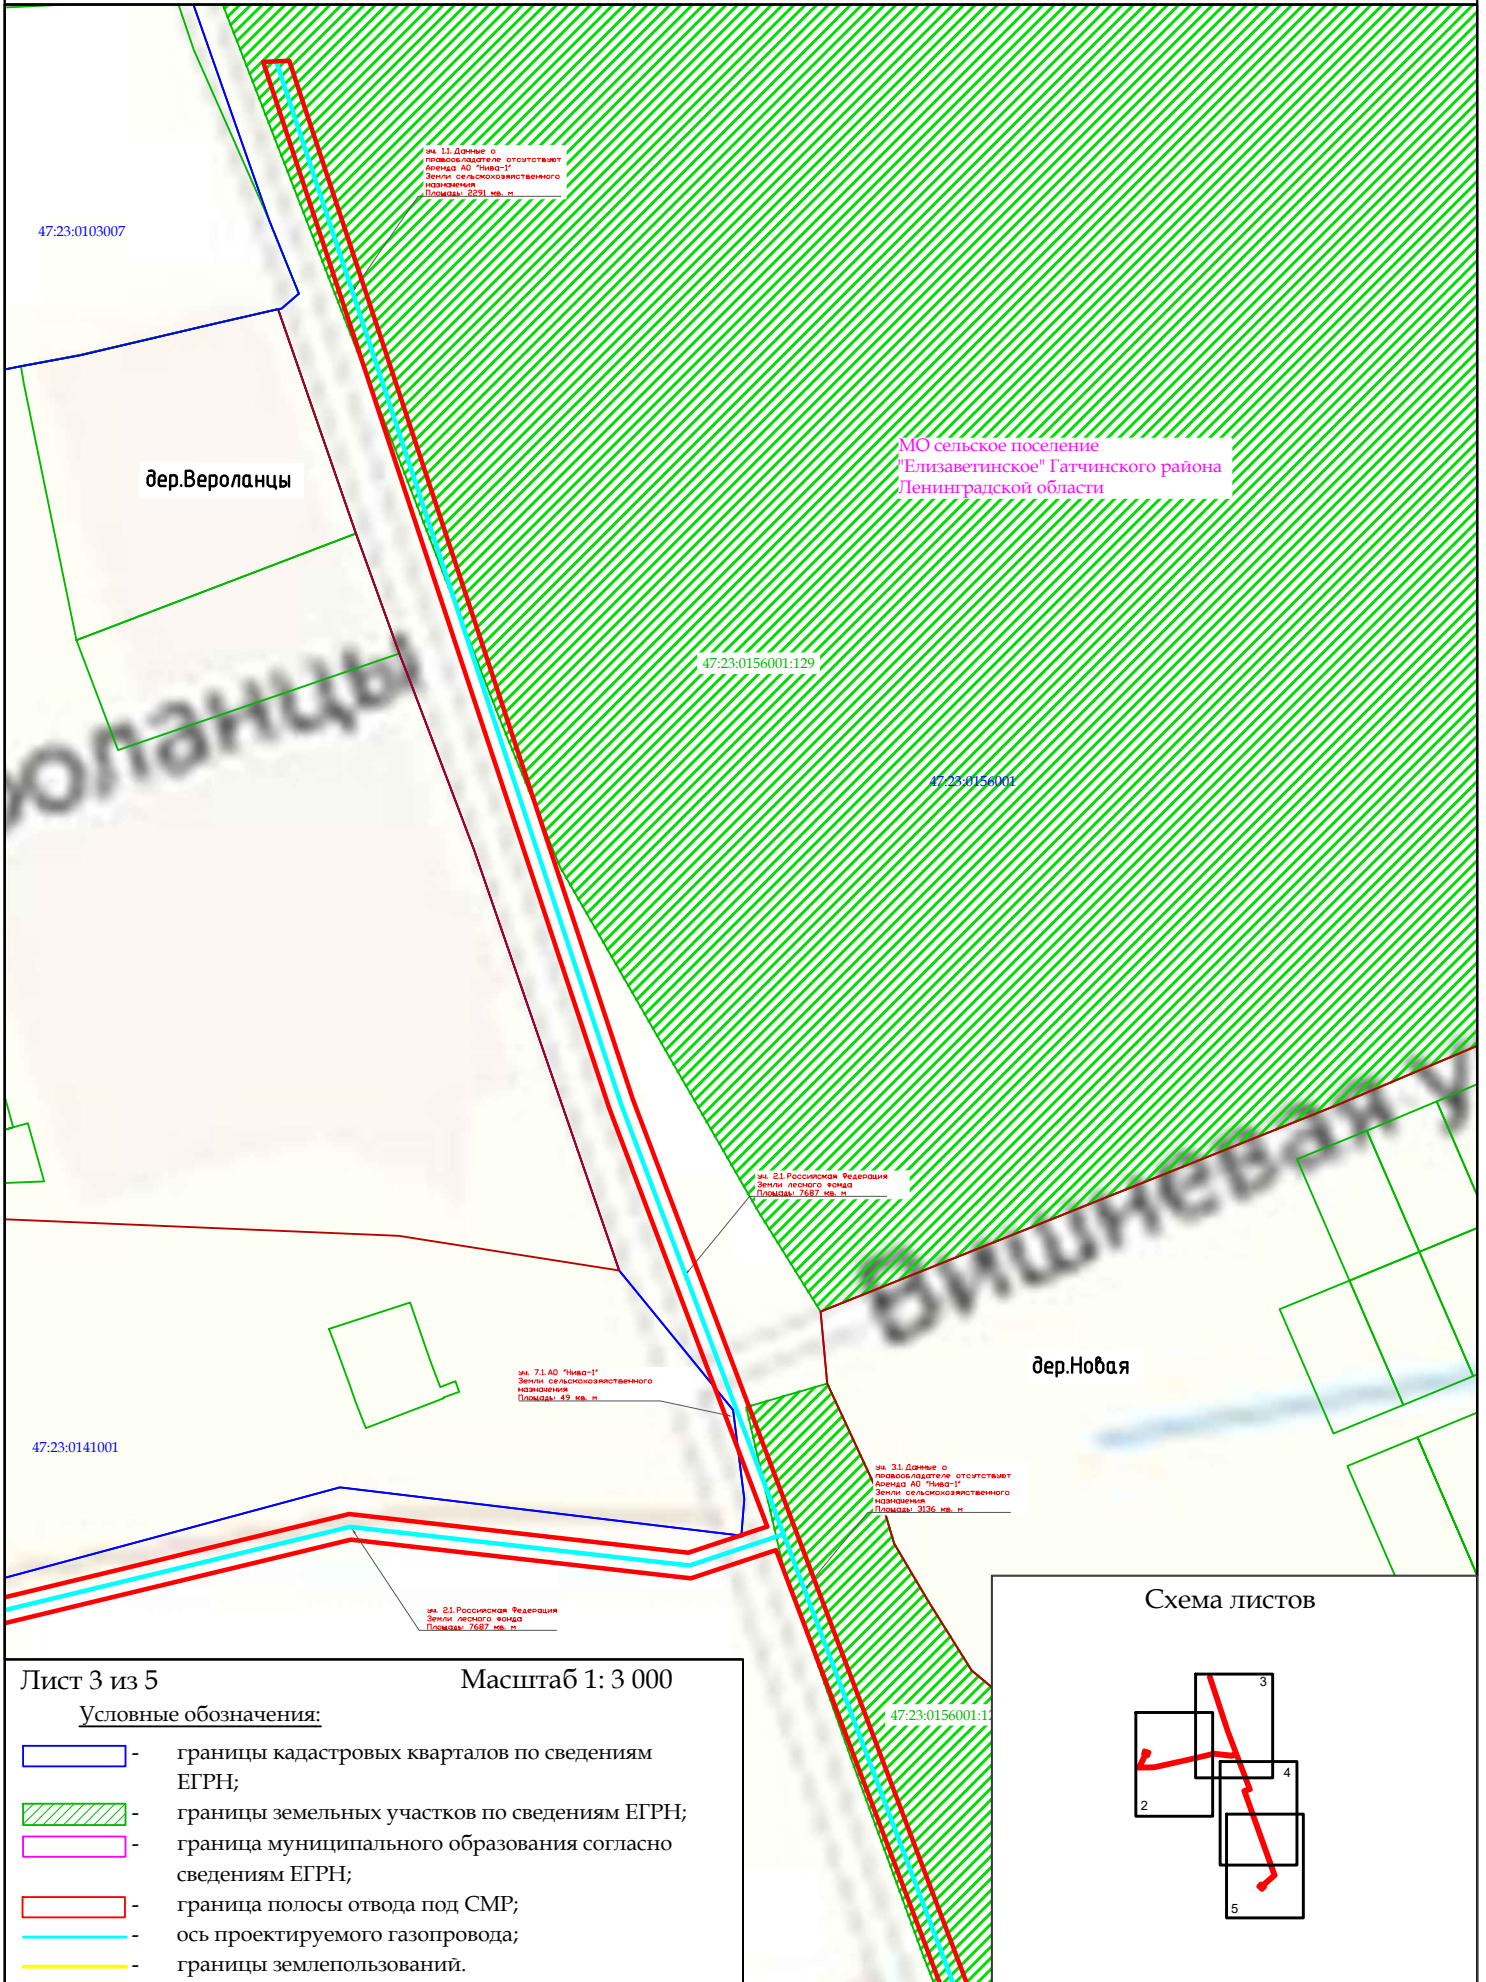 уч. 1.1. Данные о
правообладателе отсутствуют
Аренда АО "Нива-1"
Земли сельскохозяйственного
назначения
Площадь: 2291 кв. м
47:23:0103007
МО сельское поселение
"Елизаветинское" Гатчинского района
Ленинградской области
дер.Вероланцы
47:23:0156001:129
роланцы
47:23:0156001
Вишневая у
уч. 2.1. Российская Федерация
Земли лесного фонда
Площадь: 7687 кв. м
дер.Новая
уч. 7.1. АО "Нива-1"
Земли сельскохозяйственного
назначения
Площадь: 49 кв. м
47:23:0141001
уч. 3.1. Данные о
правообладателе отсутствуют
Аренда АО "Нива-1"
Земли сельскохозяйственного
назначения
Площадь: 3136 кв. м
уч. 2.1. Российская Федерация
Земли лесного фонда
Площадь: 7687 кв. м
47:23:0156001:12
Схема листов
3
4
2
5
Лист 3 из 5
Масштаб 1: 3 000
Условные обозначения:
- границы кадастровых кварталов по сведениям
ЕГРН;
- границы земельных участков по сведениям ЕГРН;
- граница муниципального образования согласно
сведениям ЕГРН;
- граница полосы отвода под СМР;
- ось проектируемого газопровода;
- границы землепользований.